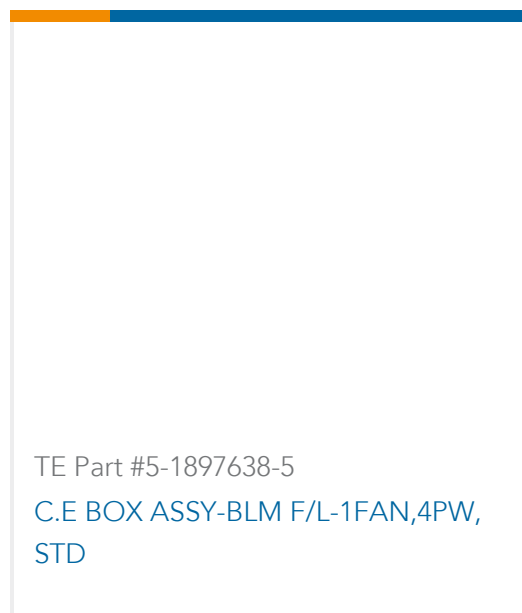 TE Part #5-1897638-5
C.E BOX ASSY-BLM F/L-1FAN,4PW,
STD